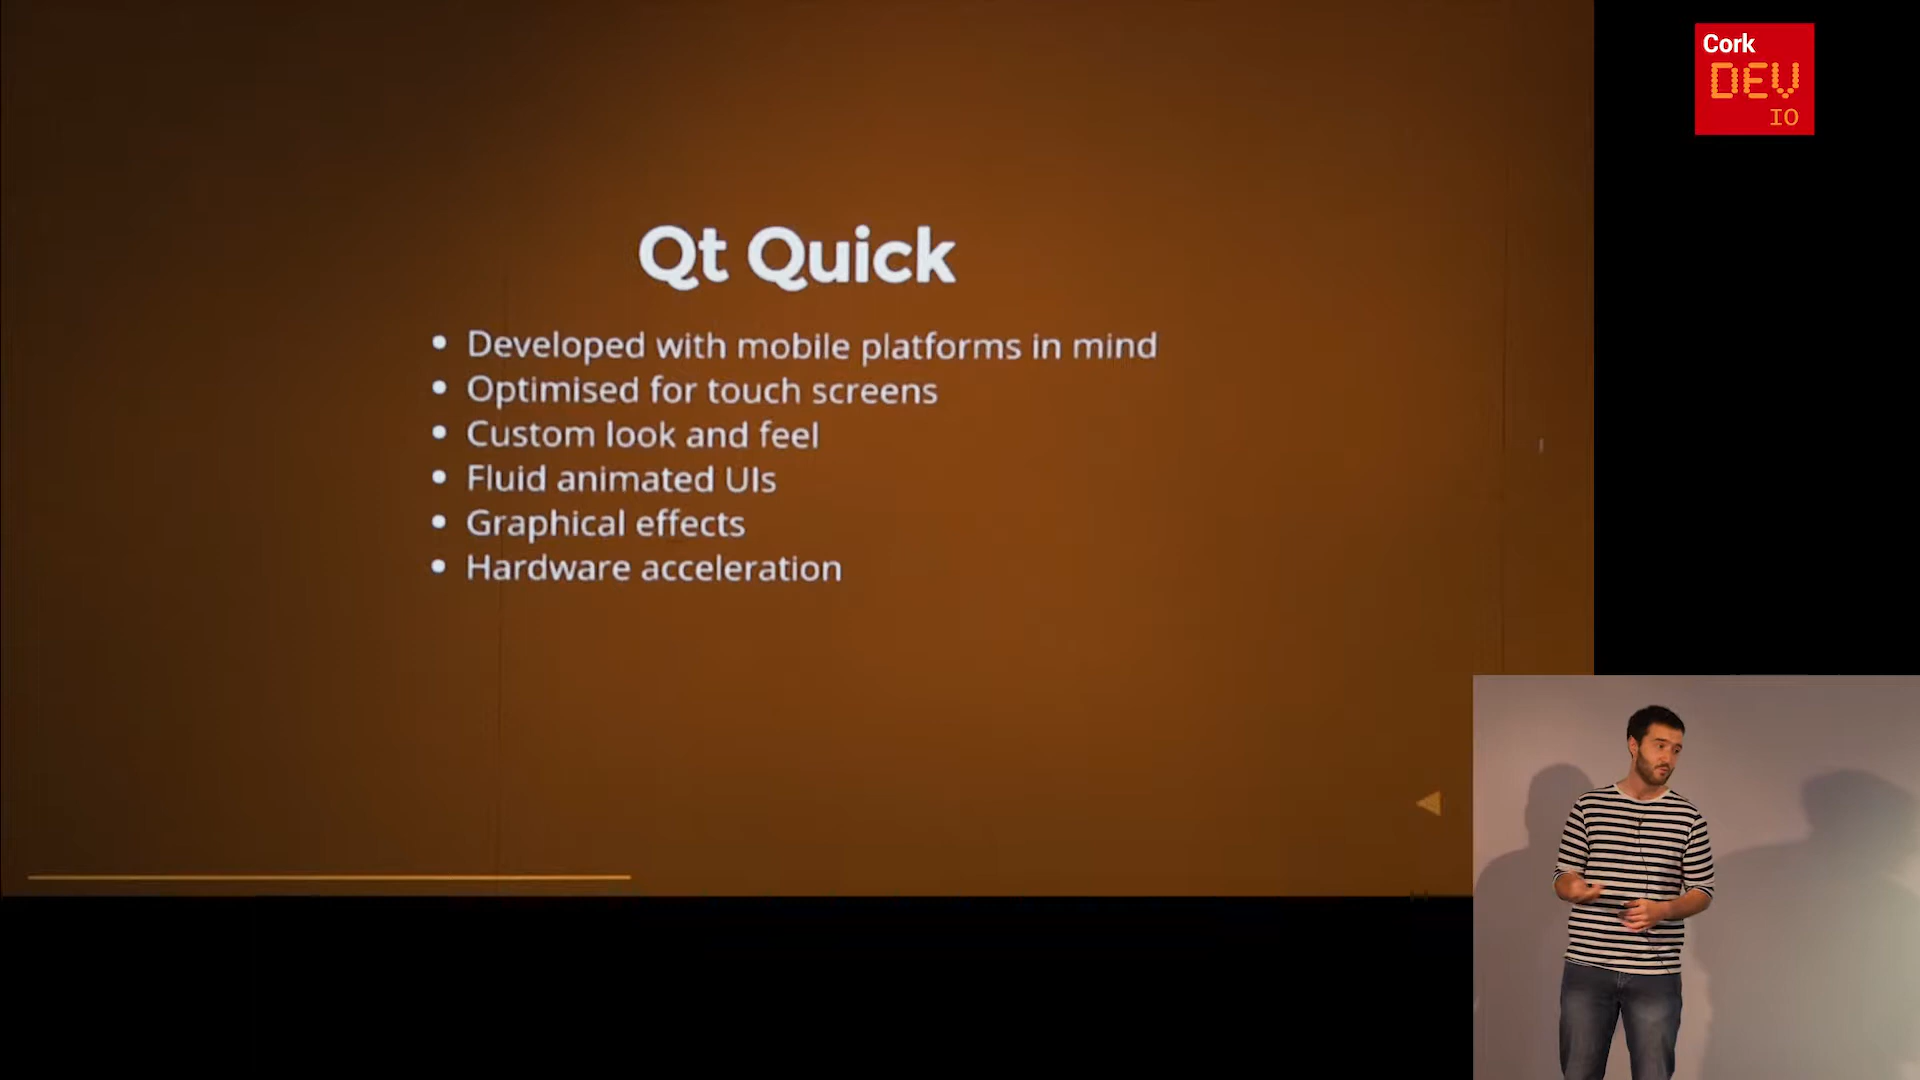 Cork
DEV
IO
Qt Quick
• Developed with mobile platforms in mind
• Optimised for touch screens
• Custom look and feel
• Fluid animated UIs
• Graphical effects
• Hardware acceleration